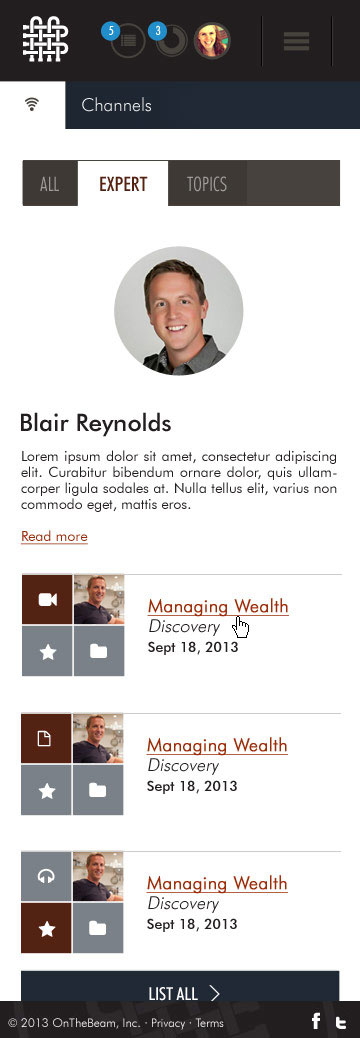 5
3
Channels
ALL
EXPERT
TOPICS
Blair Reynolds
Lorem ipsum dolor sit amet, consectetur adipiscing
elit. Curabitur bibendum ornare dolor, quis ullam-
corper ligula sodales at. Nulla tellus elit, varius non
commodo eget, mattis eros.
Read more
Managing Wealth
Discovery
Sept 18, 2013
Managing Wealth
Discovery
Sept 18, 2013
Managing Wealth
Discovery
Sept 18, 2013
LIST ALL
© 2013 OnTheBeam, Inc. · Privacy · Terms